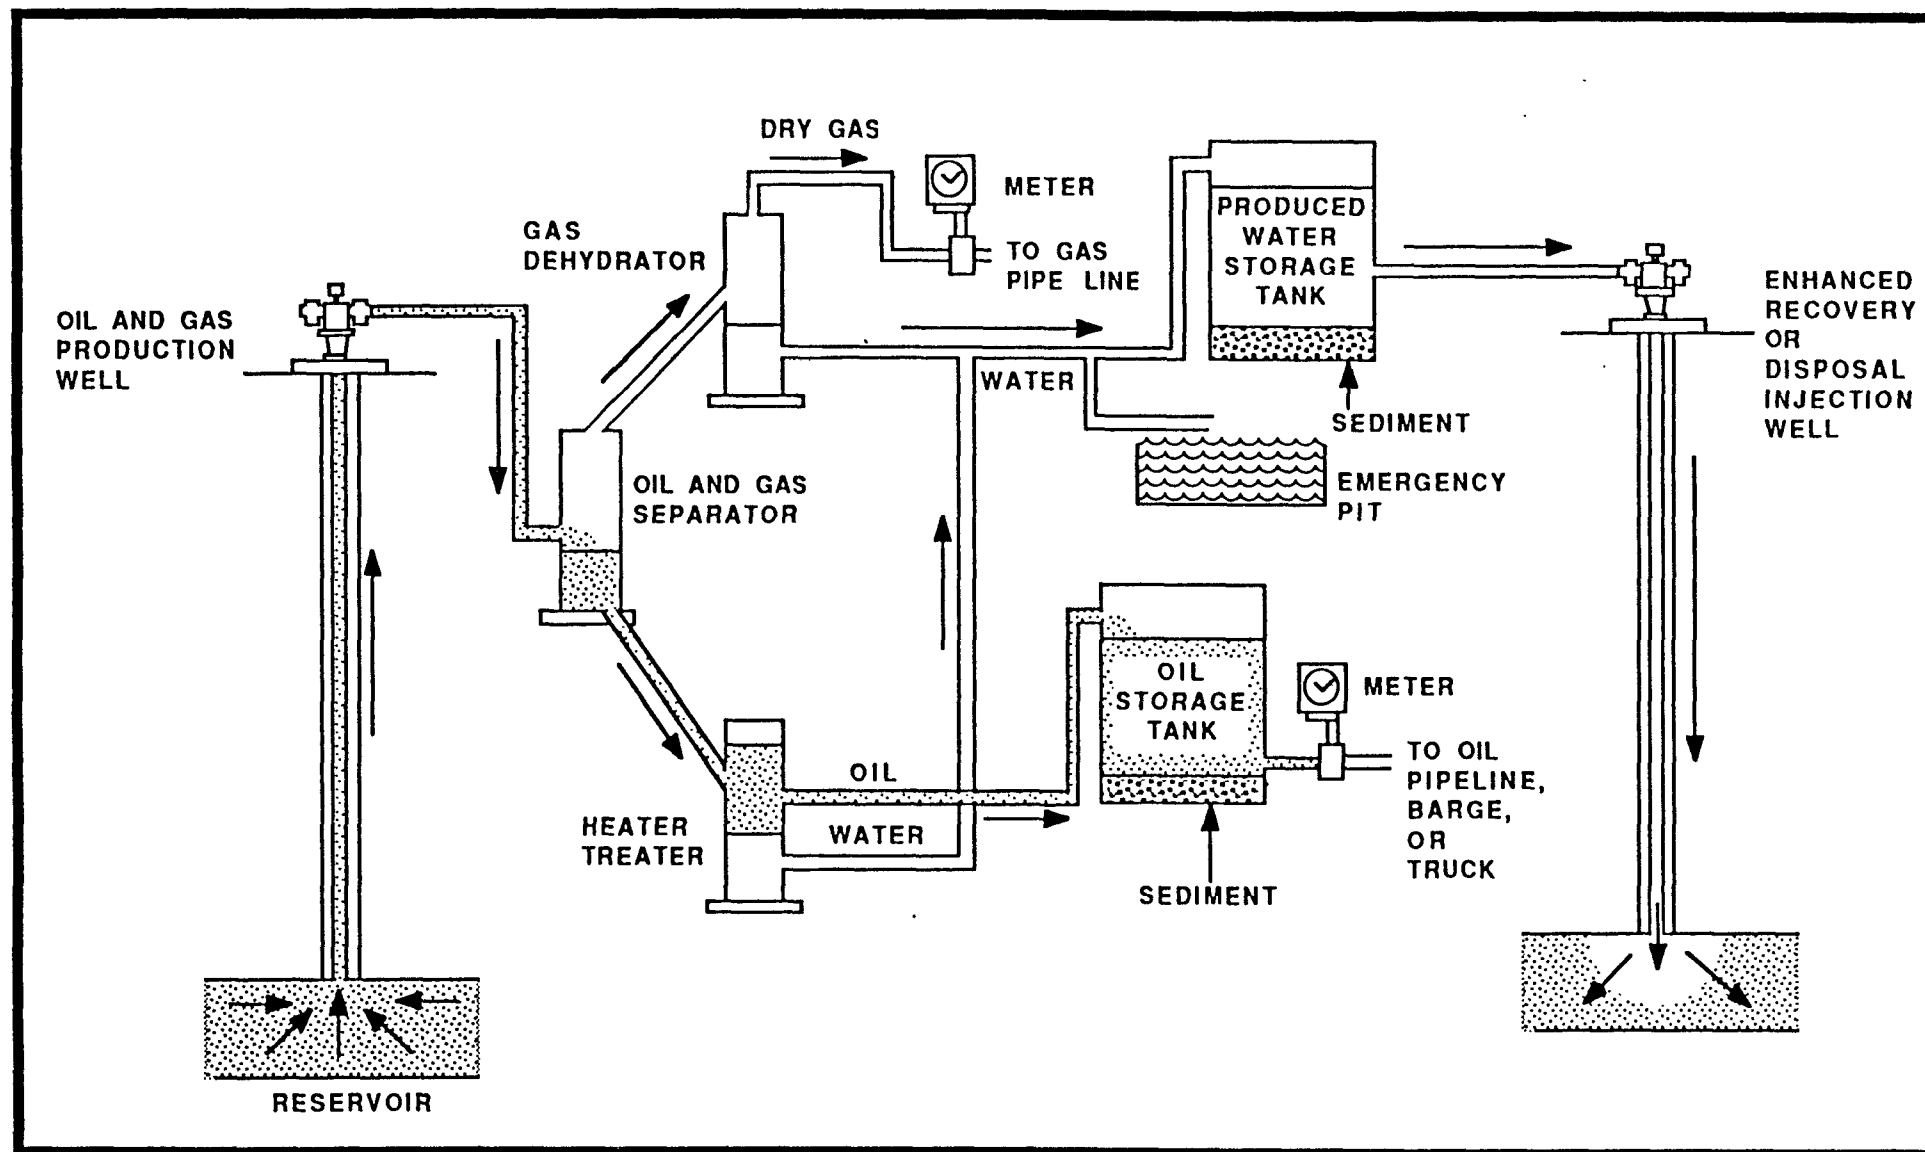 DRY GAS
METER
GAS
DEHYDRATOR
TO GAS
PIPE LINE
PRODUCED
WATER
STORAGE
TANK
ENHANCED
RECOVERY
OR
DISPOSAL
INJECTION
WELL
OIL AND GAS
PRODUCTION
WELL
WATER
SEDIMENT
OIL AND GAS
SEPARATOR
EMERGENCY
PIT
OIL
STORAGE
TANK
METER
TO OIL
PIPELINE,
BARGE,
OR
TRUCK
OIL
HEATER
TREATER
WATER
SEDIMENT
RESERVOIR